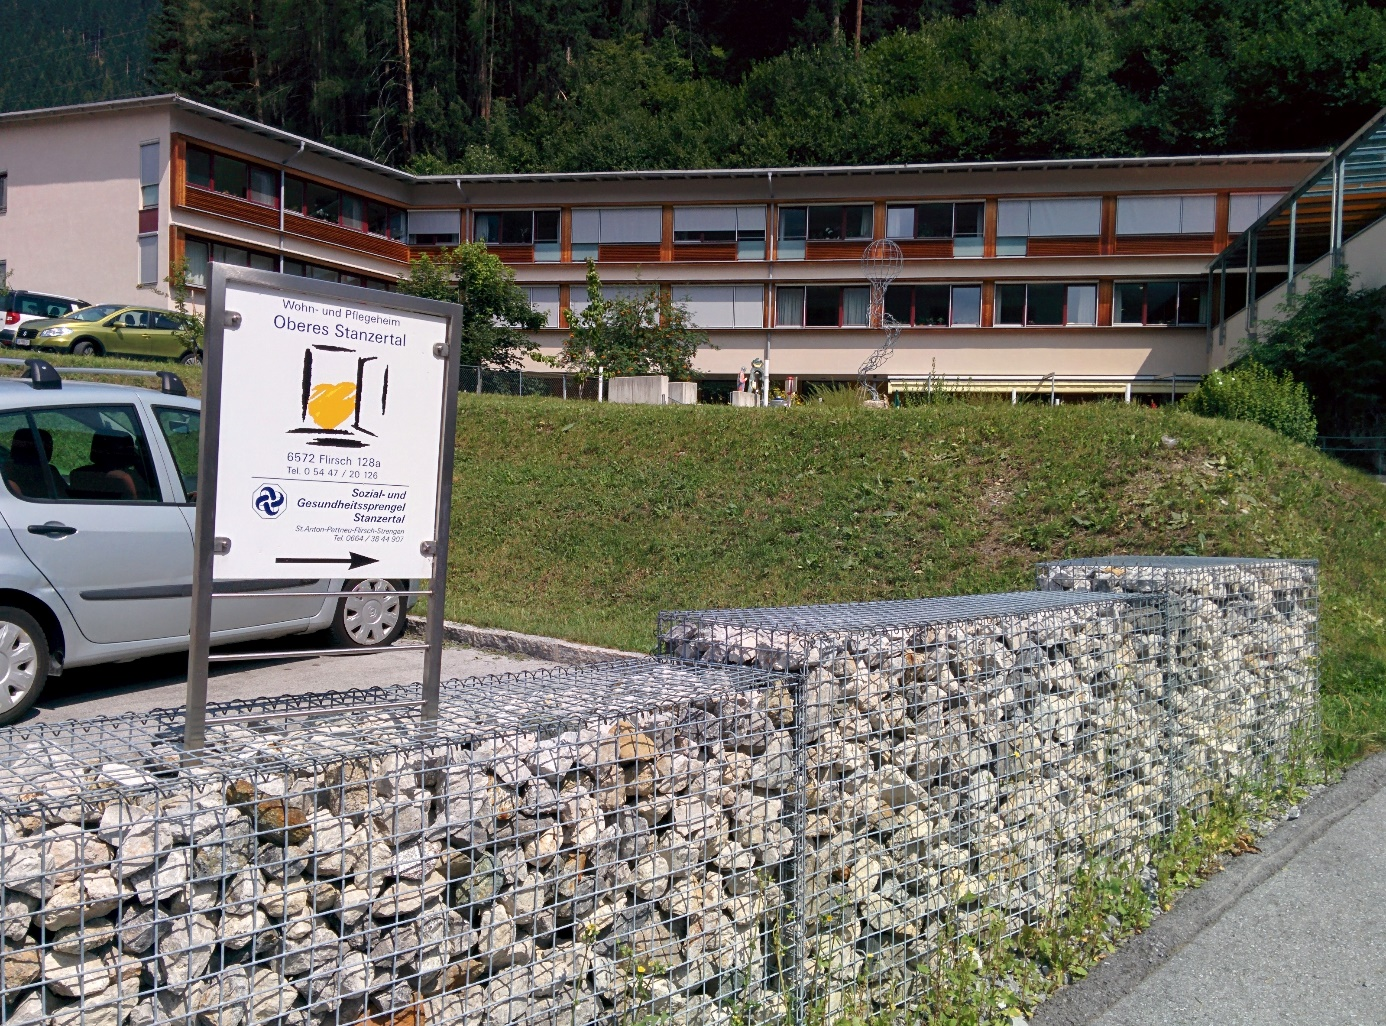 Wohn- und Pflegeheim
Oberes Stanzertal
6572 Flirsch 128a
Tel. 0 54 47 / 20 126
Sozial- und
Gesundheitssprengel
Stanzertal
St.Anton-Pettneu-Flirsch-Strengen
Tel. 0664 / 38 44 907